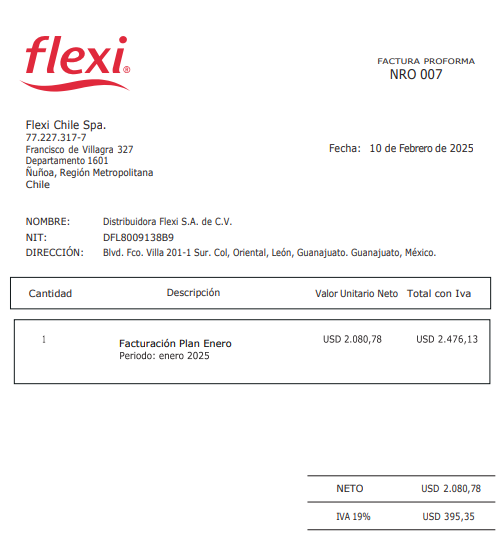 flexi®
FACTURA PROFORMA
NRO 007
Flexi Chile Spa.
77.227.317-7
Francisco de Villagra 327
Departamento 1601
Ñuñoa, Región Metropolitana
Chile
Fecha: 10 de Febrero de 2025
NOMBRE: Distribuidora Flexi S.A. de C.V.
NIT: DFL8009138B9
DIRECCIÓN: Blvd. Fco. Villa 201-1 Sur. Col, Oriental, León, Guanajuato. Guanajuato, México.
Cantidad Descripción Valor Unitario Neto Total con Iva
1 Facturación Plan Enero USD 2.080,78 USD 2.476,13
Periodo: enero 2025
NETO USD 2.080,78
IVA 19% USD 395,35